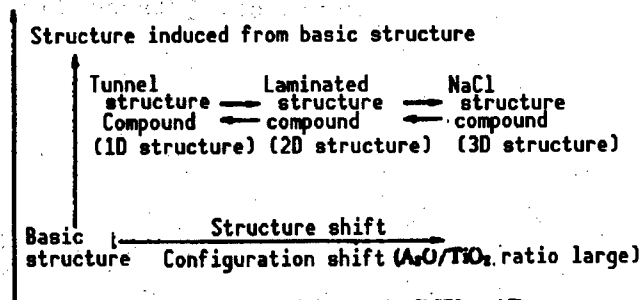 Structure induced from basic structure
Tunnel Laminated NaCl
structure structure structure
Compound compound compound
(1D structure) (2D structure) (3D structure)
Structure shift
Basic
structure Configuration shift (A₂O/TiO₂ ratio large)